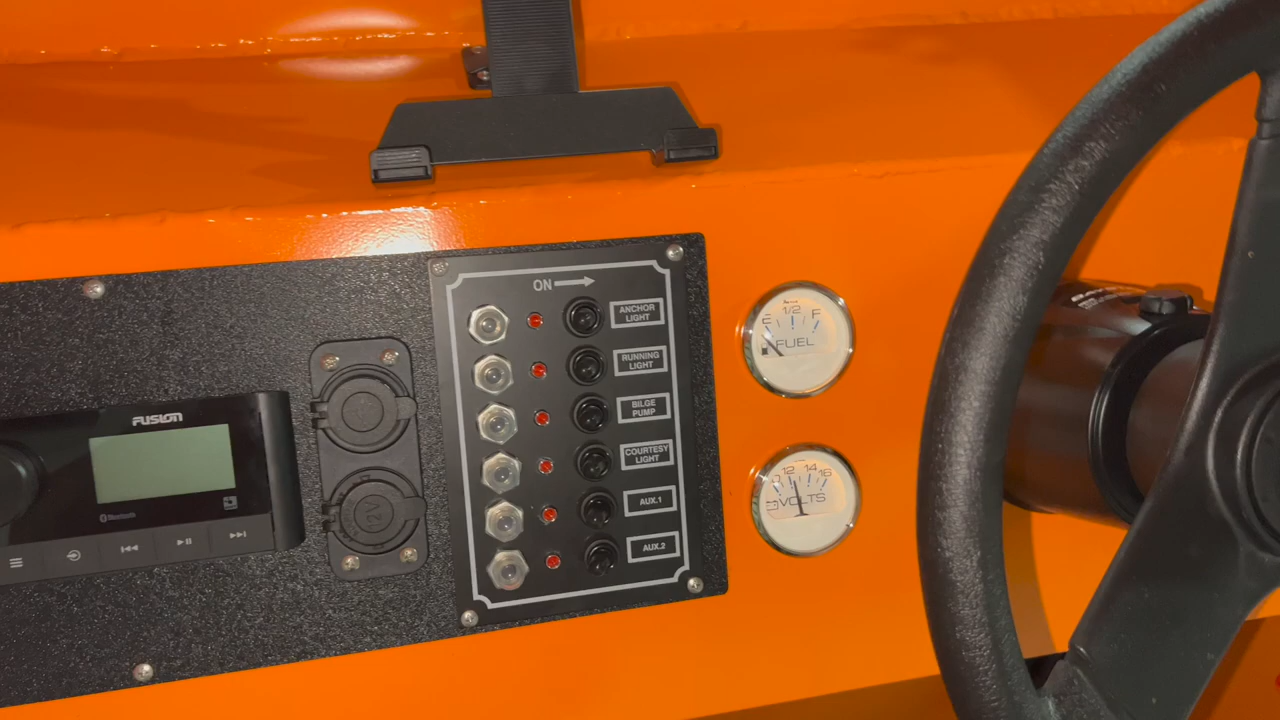 FUSION
Bluetooth
12V
ON
ANCHOR
LIGHT
RUNNING
LIGHT
BILGE
PUMP
COURTESY
LIGHT
AUX.1
AUX.2
E 1/2 F
FUEL
12 14 16
VOLTS